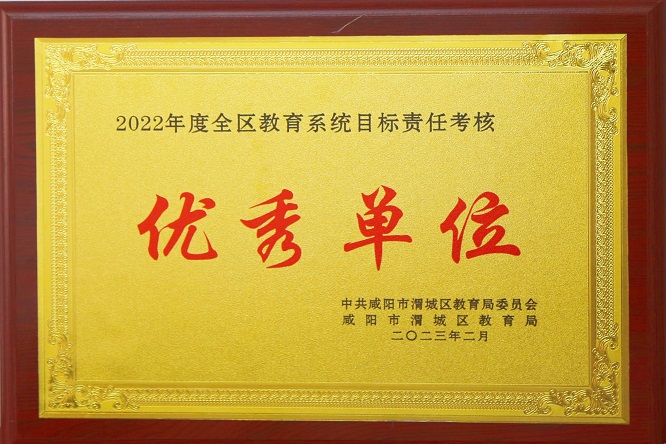 2022年度全区教育系统目标责任考核
优秀单位
中共咸阳市渭城区教育局委员会
咸阳市渭城区教育局
二〇二三年二月